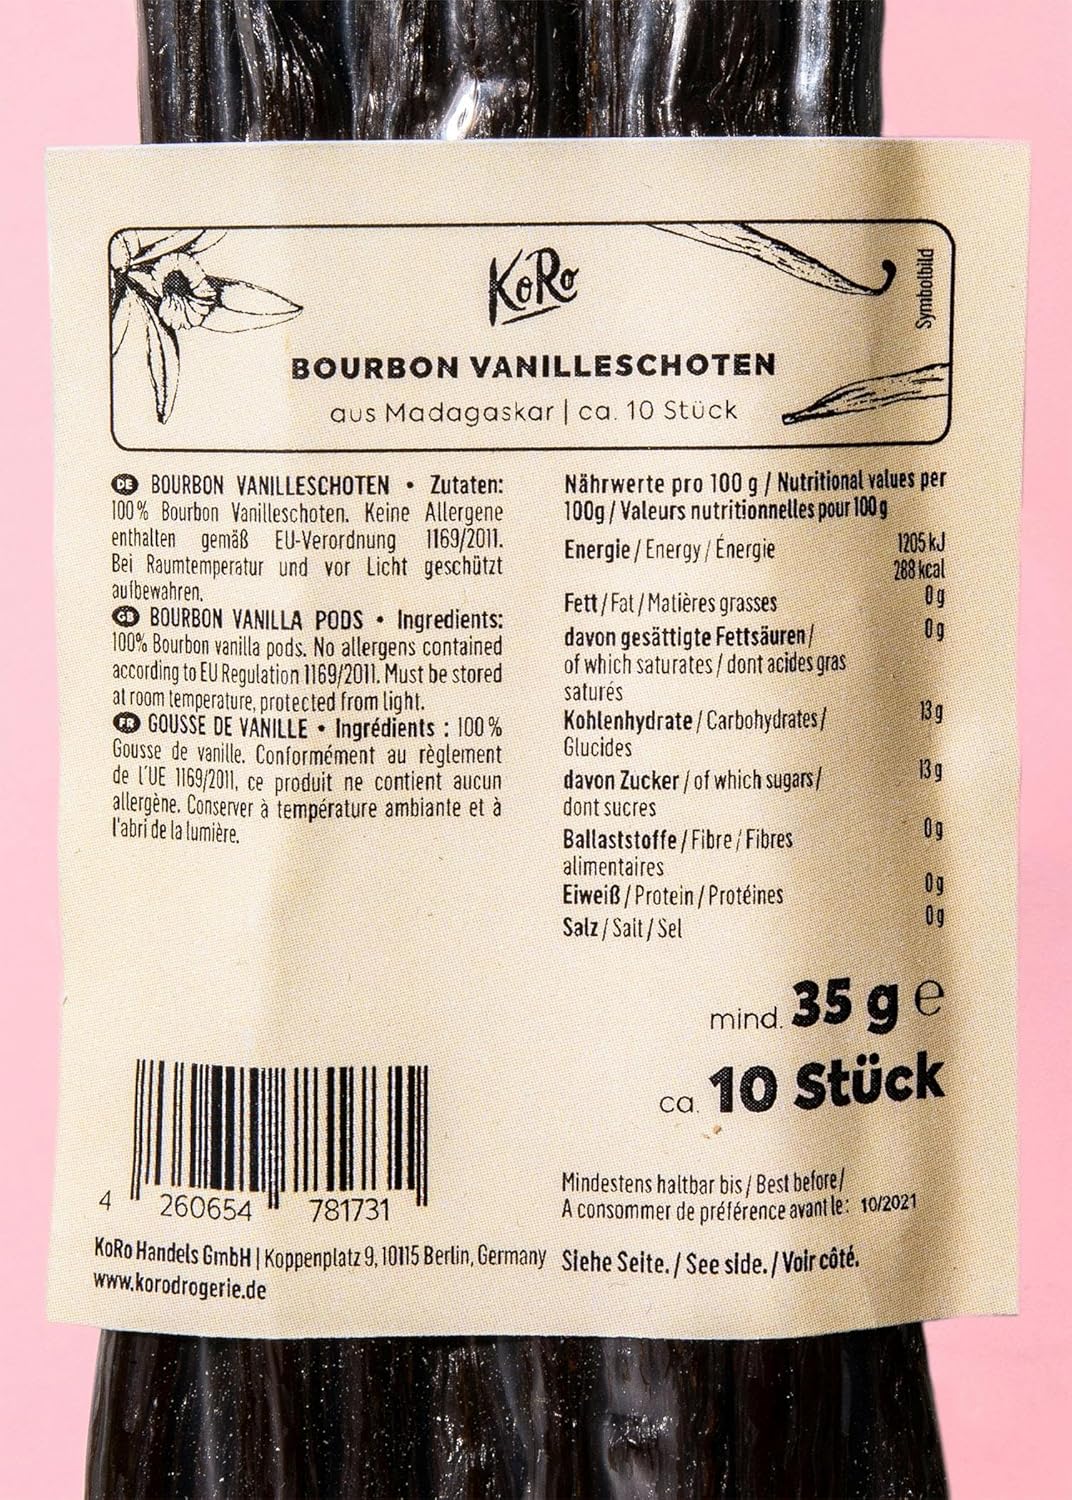 KoRo
Symbolbild
BOURBON VANILLESCHOTEN
aus Madagaskar | ca. 10 Stück
DE BOURBON VANILLESCHOTEN • Zutaten:
100% Bourbon Vanilleschoten. Keine Allergene
enthalten gemäß EU-Verordnung 1169/2011.
Bei Raumtemperatur und vor Licht geschützt
aufbewahren.
GB BOURBON VANILLA PODS • Ingredients:
100% Bourbon vanilla pods. No allergens contained
according to EU Regulation 1169/2011. Must be stored
at room temperature, protected from light.
FR GOUSSE DE VANILLE • Ingrédients : 100%
Gousse de vanille. Conformément au règlement
de l'UE 1169/2011, ce produit ne contient aucun
allergène. Conserver à température ambiante et à
l'abri de la lumière.
Nährwerte pro 100 g / Nutritional values per
100g / Valeurs nutritionnelles pour 100 g
Energie / Energy / Énergie 1205 kJ
288 kcal
Fett / Fat / Matières grasses 0 g
davon gesättigte Fettsäuren / 0 g
of which saturates / dont acides gras
saturés
Kohlenhydrate / Carbohydrates / 13 g
Glucides
davon Zucker / of which sugars / 13 g
dont sucres
Ballaststoffe / Fibre / Fibres 0 g
alimentaires
Eiweiß / Protein / Protéines 0 g
Salz / Salt / Sel 0 g
mind. 35 g e
ca. 10 Stück
4 260654 781731
Mindestens haltbar bis / Best before /
A consommer de préférence avant le: 10/2021
KoRo Handels GmbH | Koppenplatz 9, 10115 Berlin, Germany
www.korodrogerie.de
Siehe Seite. / See side. / Voir côté.